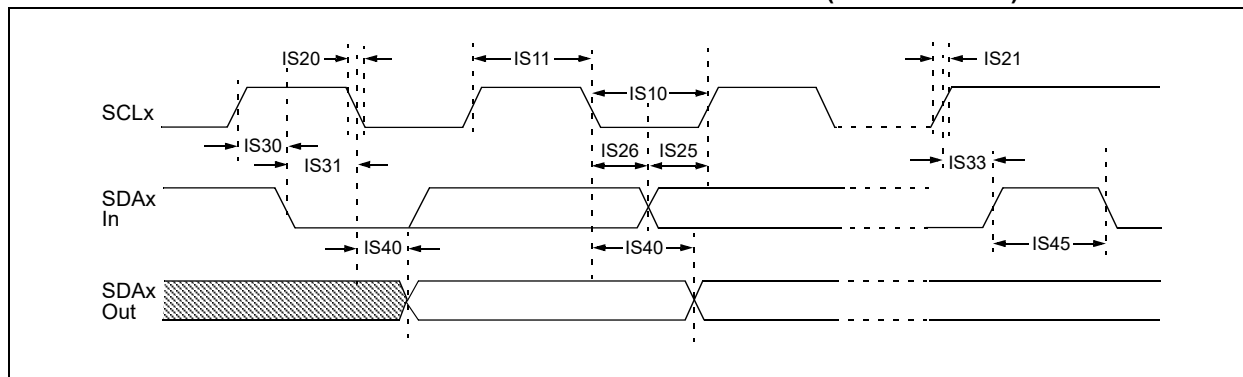 IS20
IS11
IS21
IS10
SCLx
IS30
IS26
IS25
IS31
IS33
SDAx
In
IS40
IS40
IS45
SDAx
Out